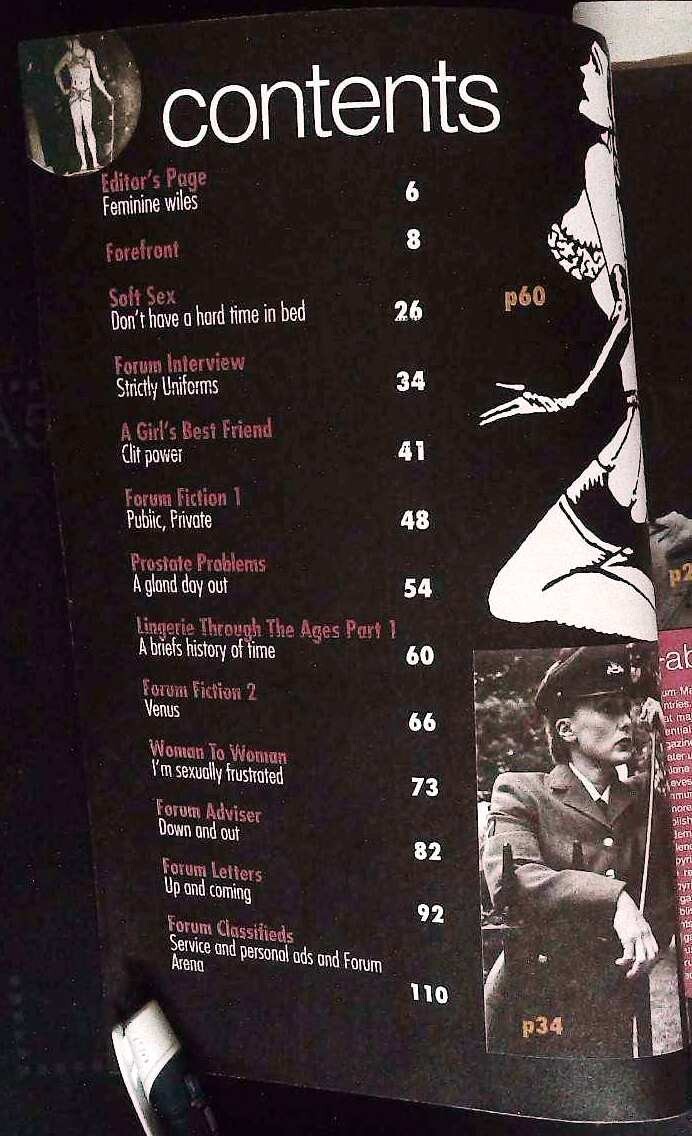 contents
Editor's Page
Feminine wiles
6
Forefront
8
Soft Sex
Don't have a hard time in bed
26
p60
Forum Interview
Strictly Uniforms
34
A Girl's Best Friend
Clit power
41
Forum Fiction 1
Public, Private
48
Prostate Problems
A gland day out
54
Lingerie Through The Ages Part 1
A briefs history of time
60
Forum Fiction 2
Venus
66
Woman To Woman
I'm sexually frustrated
73
Forum Adviser
Down and out
82
Forum Letters
Up and coming
92
Forum Classifieds
Service and personal ads and Forum
Arena
110
p34